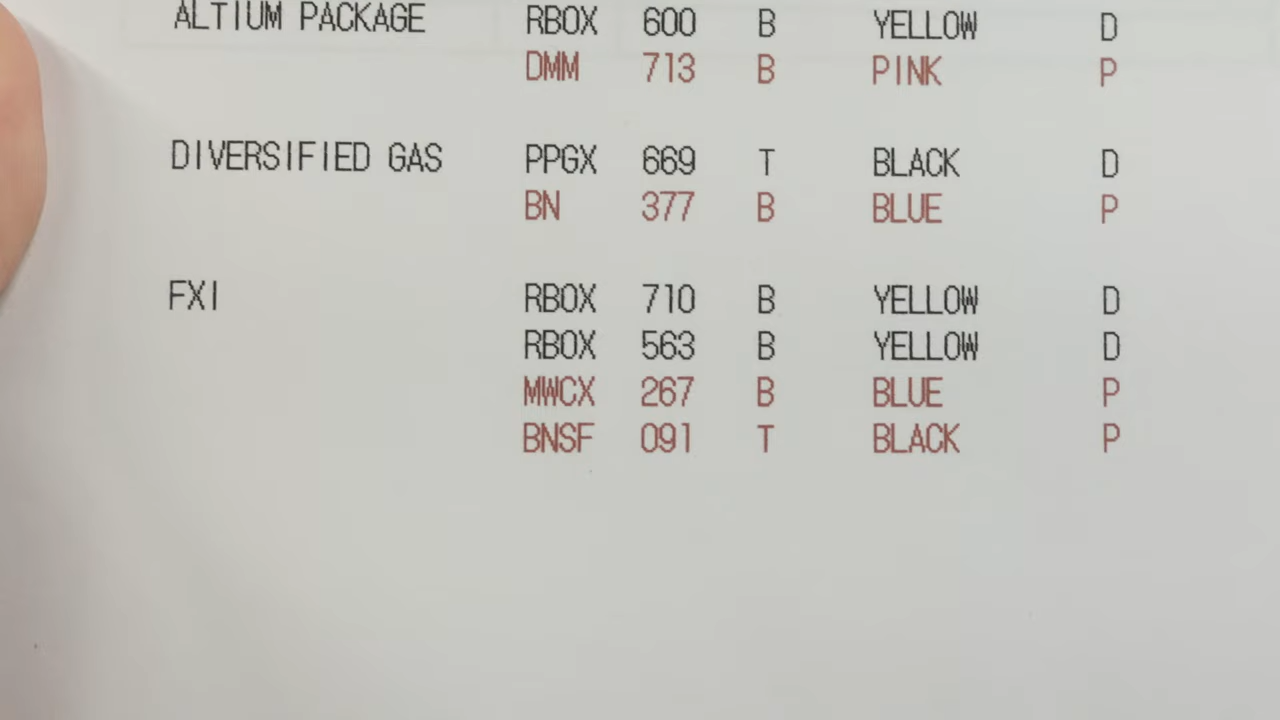 ALTIUM PACKAGE RBOX 600 B YELLOW D
DMM 713 B PINK P
DIVERSIFIED GAS PPGX 669 T BLACK D
BN 377 B BLUE P
FXI RBOX 710 B YELLOW D
RBOX 563 B YELLOW D
MWCX 267 B BLUE P
BNSF 091 T BLACK P